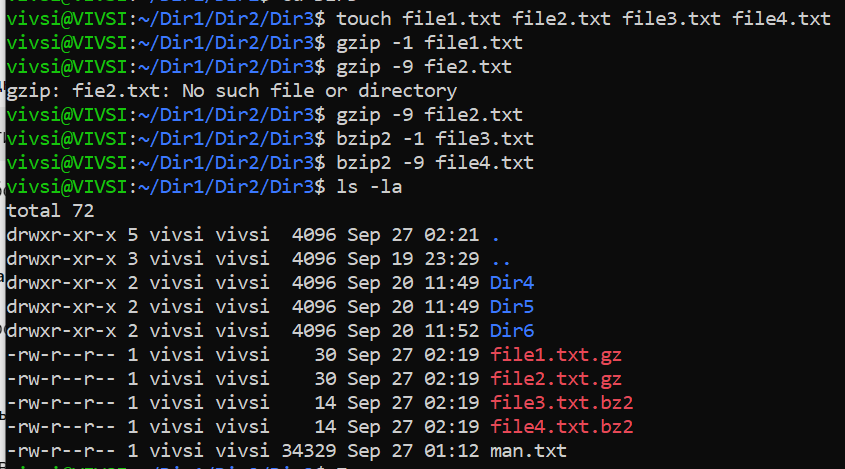 vivsi@VIVSI:~/Dir1/Dir2/Dir3$ touch file1.txt file2.txt file3.txt file4.txt
vivsi@VIVSI:~/Dir1/Dir2/Dir3$ gzip -1 file1.txt
vivsi@VIVSI:~/Dir1/Dir2/Dir3$ gzip -9 fie2.txt
gzip: fie2.txt: No such file or directory
vivsi@VIVSI:~/Dir1/Dir2/Dir3$ gzip -9 file2.txt
vivsi@VIVSI:~/Dir1/Dir2/Dir3$ bzip2 -1 file3.txt
vivsi@VIVSI:~/Dir1/Dir2/Dir3$ bzip2 -9 file4.txt
vivsi@VIVSI:~/Dir1/Dir2/Dir3$ ls -la
total 72
drwxr-xr-x 5 vivsi vivsi  4096 Sep 27 02:21 .
drwxr-xr-x 3 vivsi vivsi  4096 Sep 19 23:29 ..
drwxr-xr-x 2 vivsi vivsi  4096 Sep 20 11:49 Dir4
drwxr-xr-x 2 vivsi vivsi  4096 Sep 20 11:49 Dir5
drwxr-xr-x 2 vivsi vivsi  4096 Sep 20 11:52 Dir6
-rw-r--r-- 1 vivsi vivsi    30 Sep 27 02:19 file1.txt.gz
-rw-r--r-- 1 vivsi vivsi    30 Sep 27 02:19 file2.txt.gz
-rw-r--r-- 1 vivsi vivsi    14 Sep 27 02:19 file3.txt.bz2
-rw-r--r-- 1 vivsi vivsi    14 Sep 27 02:19 file4.txt.bz2
-rw-r--r-- 1 vivsi vivsi 34329 Sep 27 01:12 man.txt